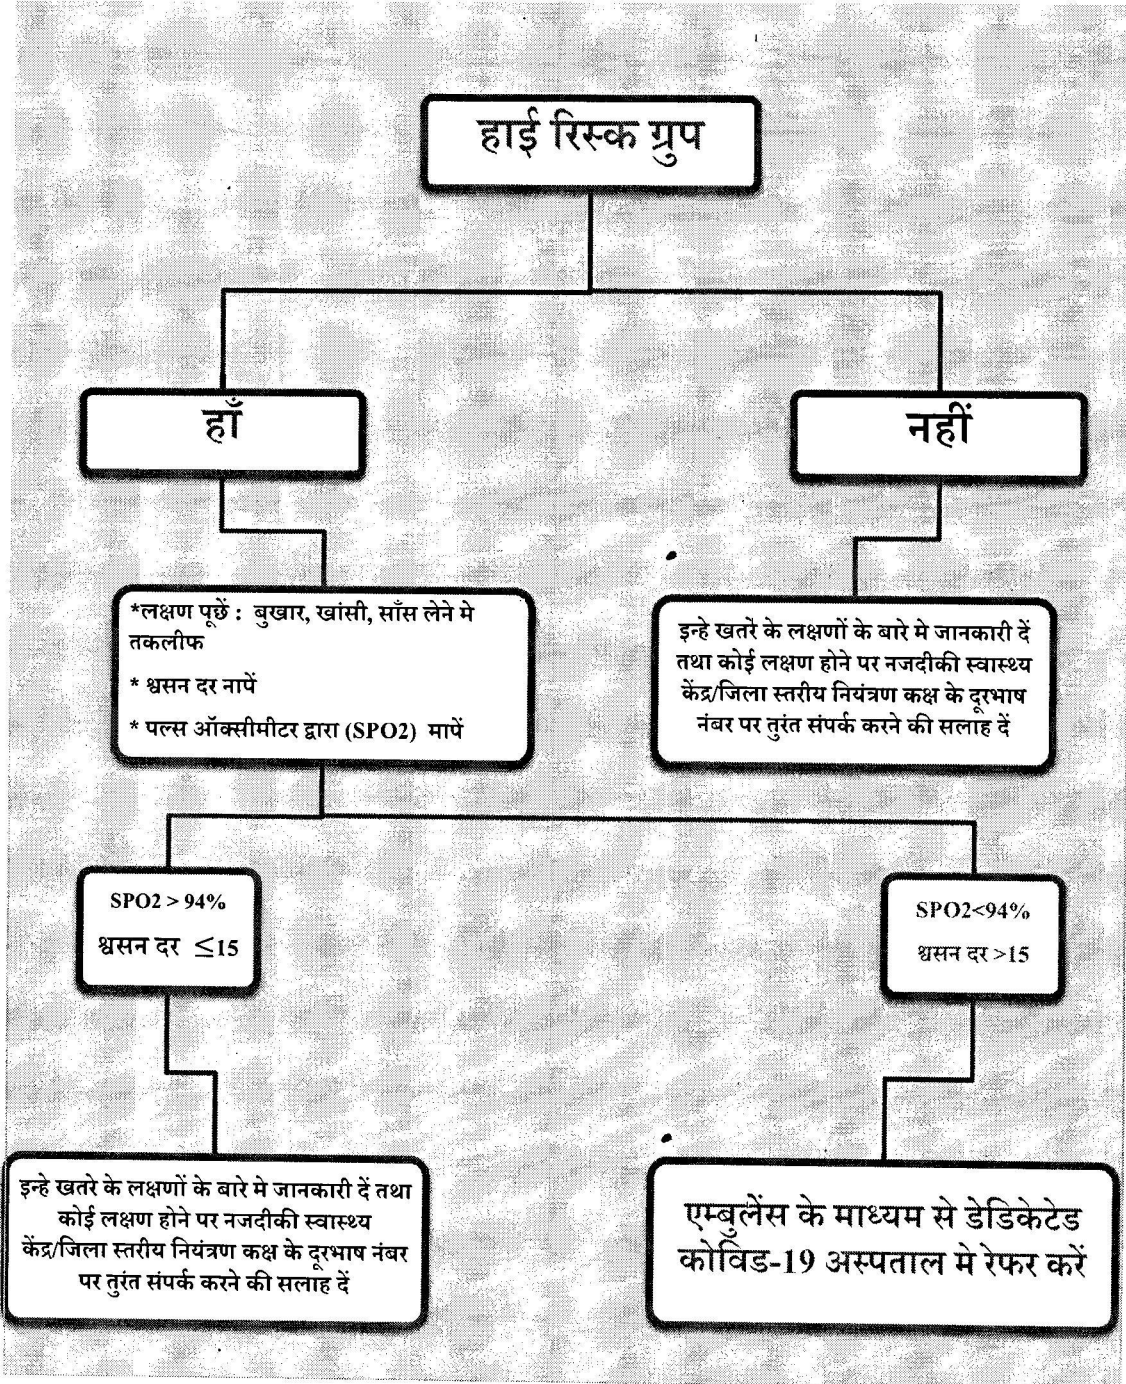 हाई रिस्क ग्रुप
हाँ
नहीं
*लक्षण पूछें : बुखार, खांसी, साँस लेने मे
तकलीफ
* श्वसन दर नापें
* पल्स ऑक्सीमीटर द्वारा (SPO2) मापें
इन्हे खतरे के लक्षणों के बारे मे जानकारी दें
तथा कोई लक्षण होने पर नजदीकी स्वास्थ्य
केंद्र/जिला स्तरीय नियंत्रण कक्ष के दूरभाष
नंबर पर तुरंत संपर्क करने की सलाह दें
SPO2 > 94%
श्वसन दर ≤15
SPO2<94%
श्वसन दर >15
इन्हे खतरे के लक्षणों के बारे मे जानकारी दें तथा
कोई लक्षण होने पर नजदीकी स्वास्थ्य
केंद्र/जिला स्तरीय नियंत्रण कक्ष के दूरभाष नंबर
पर तुरंत संपर्क करने की सलाह दें
एम्बुलेंस के माध्यम से डेडिकेटेड
कोविड-19 अस्पताल मे रेफर करें